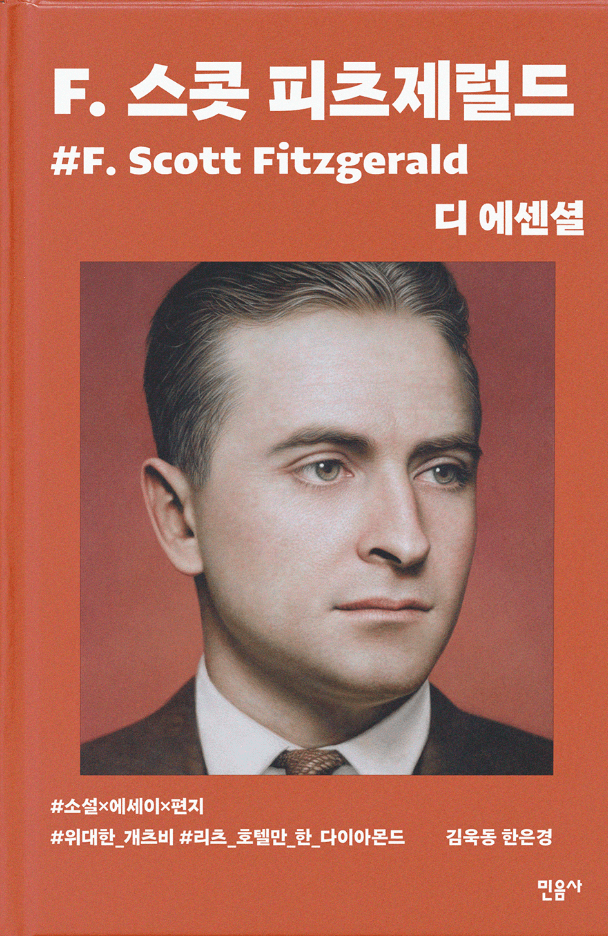 F. 스콧 피츠제럴드
#F. Scott Fitzgerald
디 에센셜
#소설×에세이×편지
#위대한_개츠비 #리츠_호텔만_한_다이아몬드 김욱동 한은경
민음사